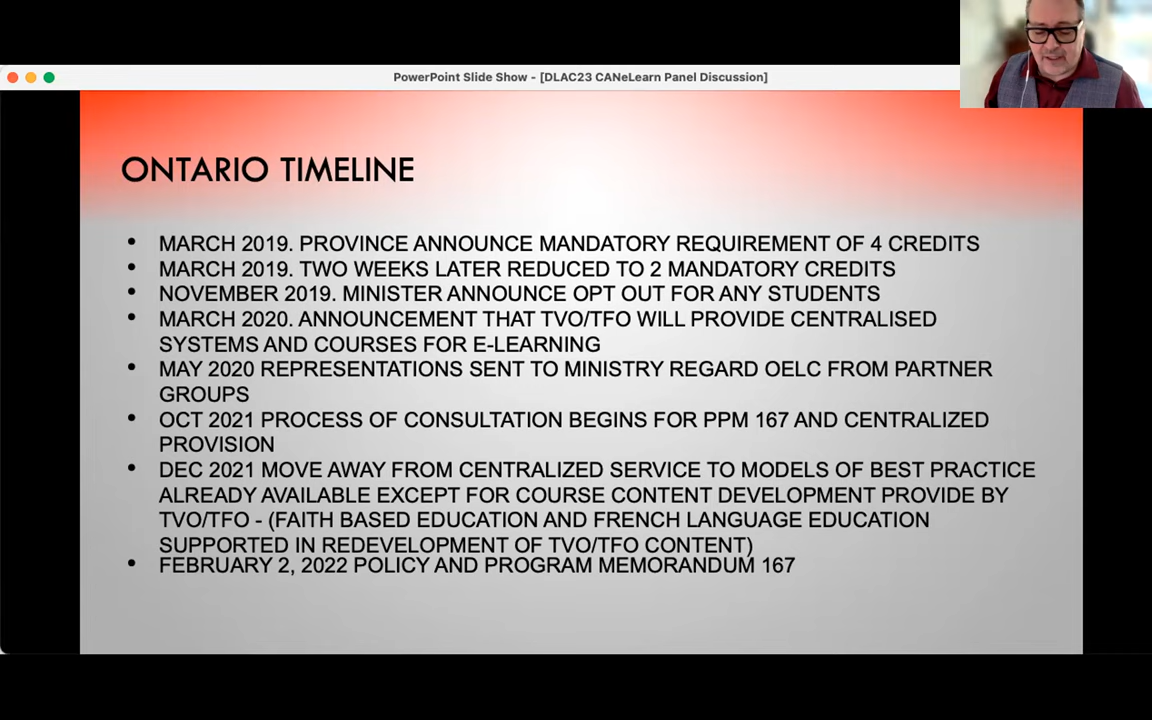 PowerPoint Slide Show - [DLAC23 CANeLearn Panel Discussion]
ONTARIO TIMELINE
• MARCH 2019. PROVINCE ANNOUNCE MANDATORY REQUIREMENT OF 4 CREDITS
• MARCH 2019. TWO WEEKS LATER REDUCED TO 2 MANDATORY CREDITS
• NOVEMBER 2019. MINISTER ANNOUNCE OPT OUT FOR ANY STUDENTS
• MARCH 2020. ANNOUNCEMENT THAT TVO/TFO WILL PROVIDE CENTRALISED
SYSTEMS AND COURSES FOR E-LEARNING
• MAY 2020 REPRESENTATIONS SENT TO MINISTRY REGARD OELC FROM PARTNER
GROUPS
• OCT 2021 PROCESS OF CONSULTATION BEGINS FOR PPM 167 AND CENTRALIZED
PROVISION
• DEC 2021 MOVE AWAY FROM CENTRALIZED SERVICE TO MODELS OF BEST PRACTICE
ALREADY AVAILABLE EXCEPT FOR COURSE CONTENT DEVELOPMENT PROVIDE BY
TVO/TFO - (FAITH BASED EDUCATION AND FRENCH LANGUAGE EDUCATION
SUPPORTED IN REDEVELOPMENT OF TVO/TFO CONTENT)
• FEBRUARY 2, 2022 POLICY AND PROGRAM MEMORANDUM 167